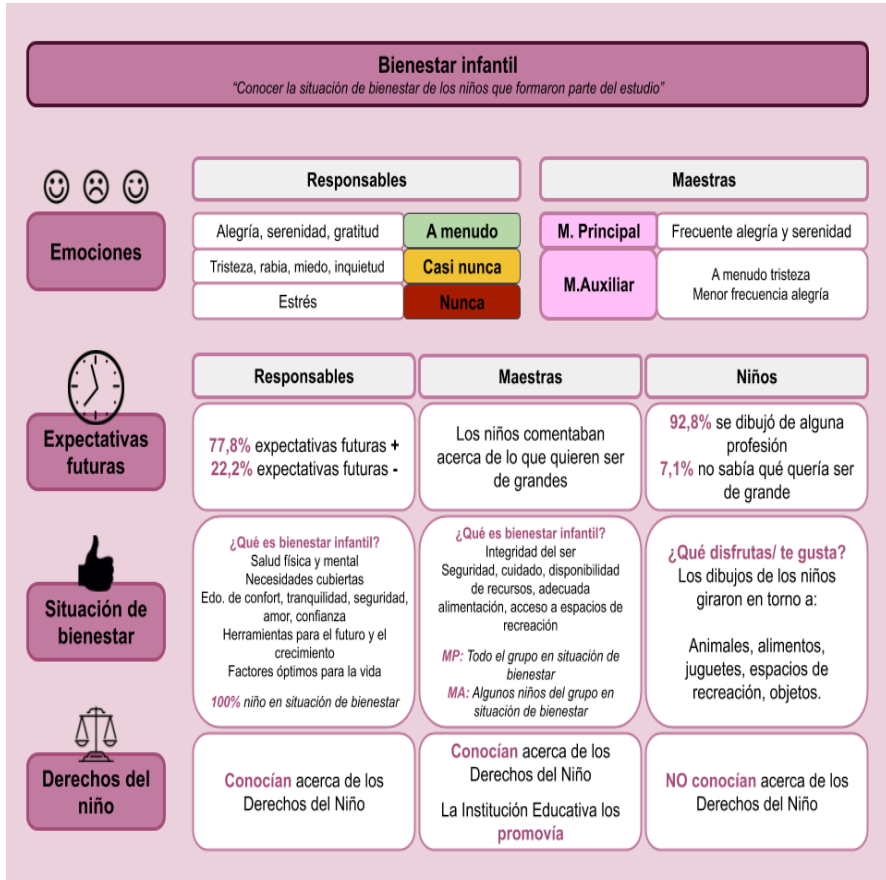 Bienestar infantil
“Conocer la situación de bienestar de los niños que formaron parte del estudio”
Emociones
Responsables
Alegría, serenidad, gratitud
A menudo
Tristeza, rabia, miedo, inquietud
Casi nunca
Estrés
Nunca
Maestras
M. Principal
Frecuente alegría y serenidad
M.Auxiliar
A menudo tristeza
Menor frecuencia alegría
Responsables
Maestras
Niños
Expectativas
futuras
77,8% expectativas futuras +
22,2% expectativas futuras -
Los niños comentaban
acerca de lo que quieren ser
de grandes
92,8% se dibujó de alguna
profesión
7,1% no sabía qué quería ser
de grande
Situación de
bienestar
¿Qué es bienestar infantil?
Salud física y mental
Necesidades cubiertas
Edo. de confort, tranquilidad, seguridad,
amor, confianza
Herramientas para el futuro y el
crecimiento
Factores óptimos para la vida
100% niño en situación de bienestar
¿Qué es bienestar infantil?
Integridad del ser
Seguridad, cuidado, disponibilidad
de recursos, adecuada
alimentación, acceso a espacios de
recreación
MP: Todo el grupo en situación de
bienestar
MA: Algunos niños del grupo en
situación de bienestar
¿Qué disfrutas/ te gusta?
Los dibujos de los niños
giraron en torno a:
Animales, alimentos,
juguetes, espacios de
recreación, objetos.
Derechos del
niño
Conocían acerca de los
Derechos del Niño
Conocían acerca de los
Derechos del Niño
La Institución Educativa los
promovía
NO conocían acerca de los
Derechos del Niño